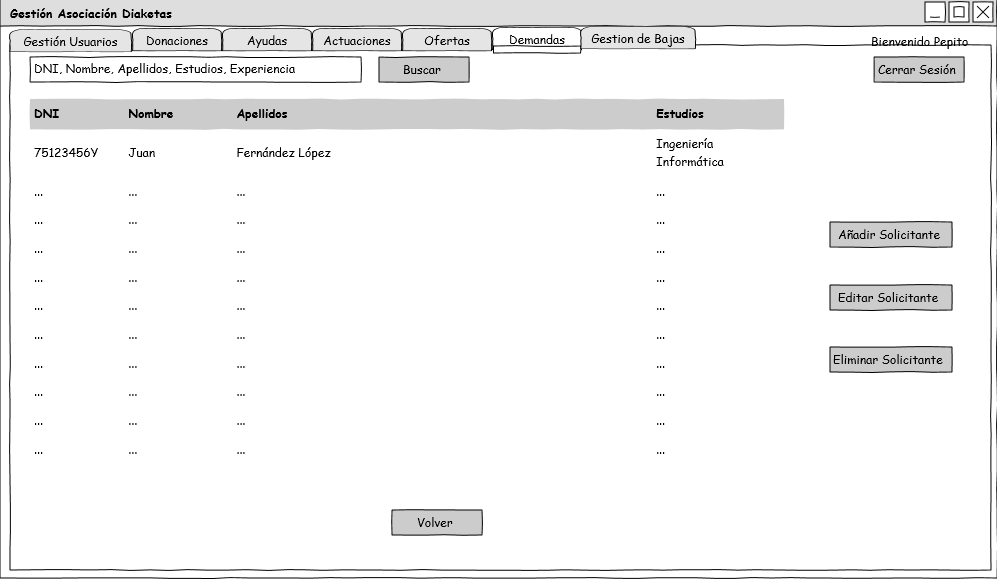 Gestión Asociación Diaketas
Gestión Usuarios Donaciones Ayudas Actuaciones Ofertas Demandas Gestion de Bajas
Bienvenido Pepito
DNI, Nombre, Apellidos, Estudios, Experiencia Buscar Cerrar Sesión
DNI Nombre Apellidos Estudios
75123456Y Juan Fernández López Ingeniería
Informática
... ... ... ...
... ... ... ...
... ... ... ...
... ... ... ...
... ... ... ...
... ... ... ...
... ... ... ...
... ... ... ...
... ... ... ...
... ... ... ...
Añadir Solicitante
Editar Solicitante
Eliminar Solicitante
Volver